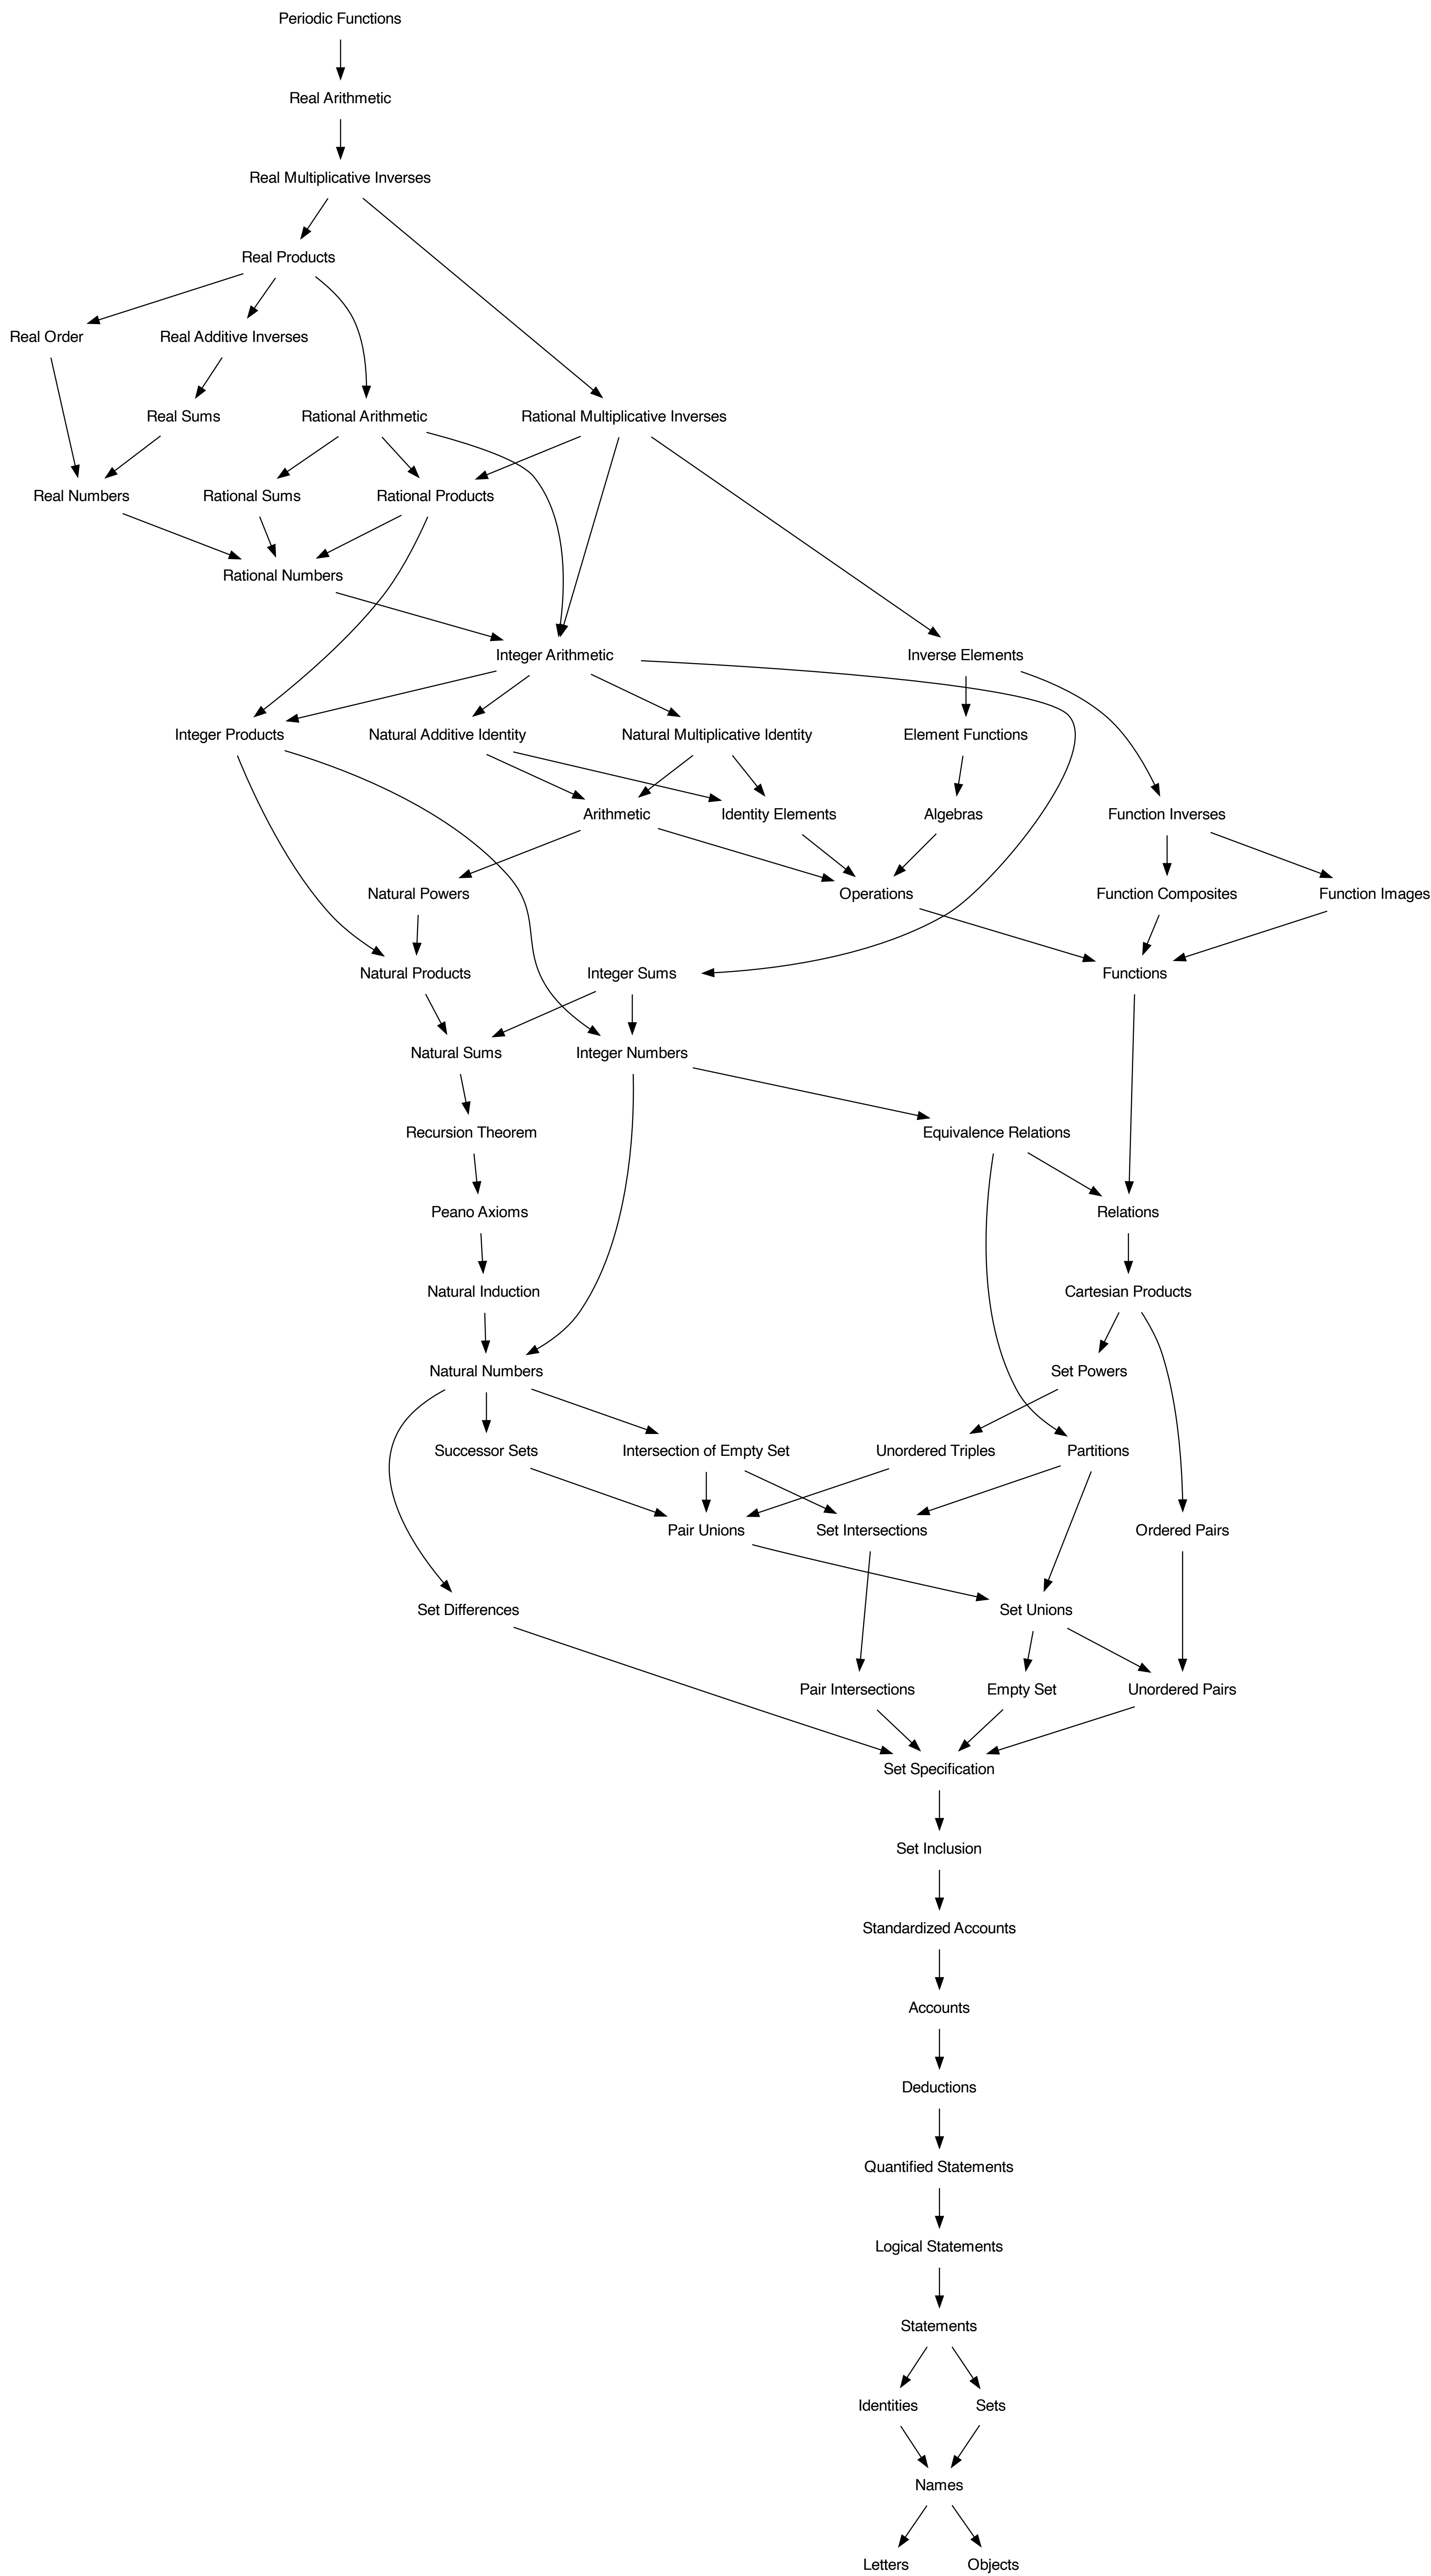 Periodic Functions
Real Arithmetic
Real Multiplicative Inverses
Real Products
Real Order
Real Additive Inverses
Real Sums
Rational Arithmetic
Rational Multiplicative Inverses
Real Numbers
Rational Sums
Rational Products
Rational Numbers
Integer Arithmetic
Inverse Elements
Integer Products
Natural Additive Identity
Natural Multiplicative Identity
Element Functions
Arithmetic
Identity Elements
Algebras
Function Inverses
Natural Powers
Operations
Function Composites
Function Images
Natural Products
Integer Sums
Functions
Natural Sums
Integer Numbers
Recursion Theorem
Equivalence Relations
Peano Axioms
Relations
Natural Induction
Cartesian Products
Natural Numbers
Set Powers
Successor Sets
Intersection of Empty Set
Unordered Triples
Partitions
Pair Unions
Set Intersections
Ordered Pairs
Set Differences
Set Unions
Pair Intersections
Empty Set
Unordered Pairs
Set Specification
Set Inclusion
Standardized Accounts
Accounts
Deductions
Quantified Statements
Logical Statements
Statements
Identities
Sets
Names
Letters
Objects